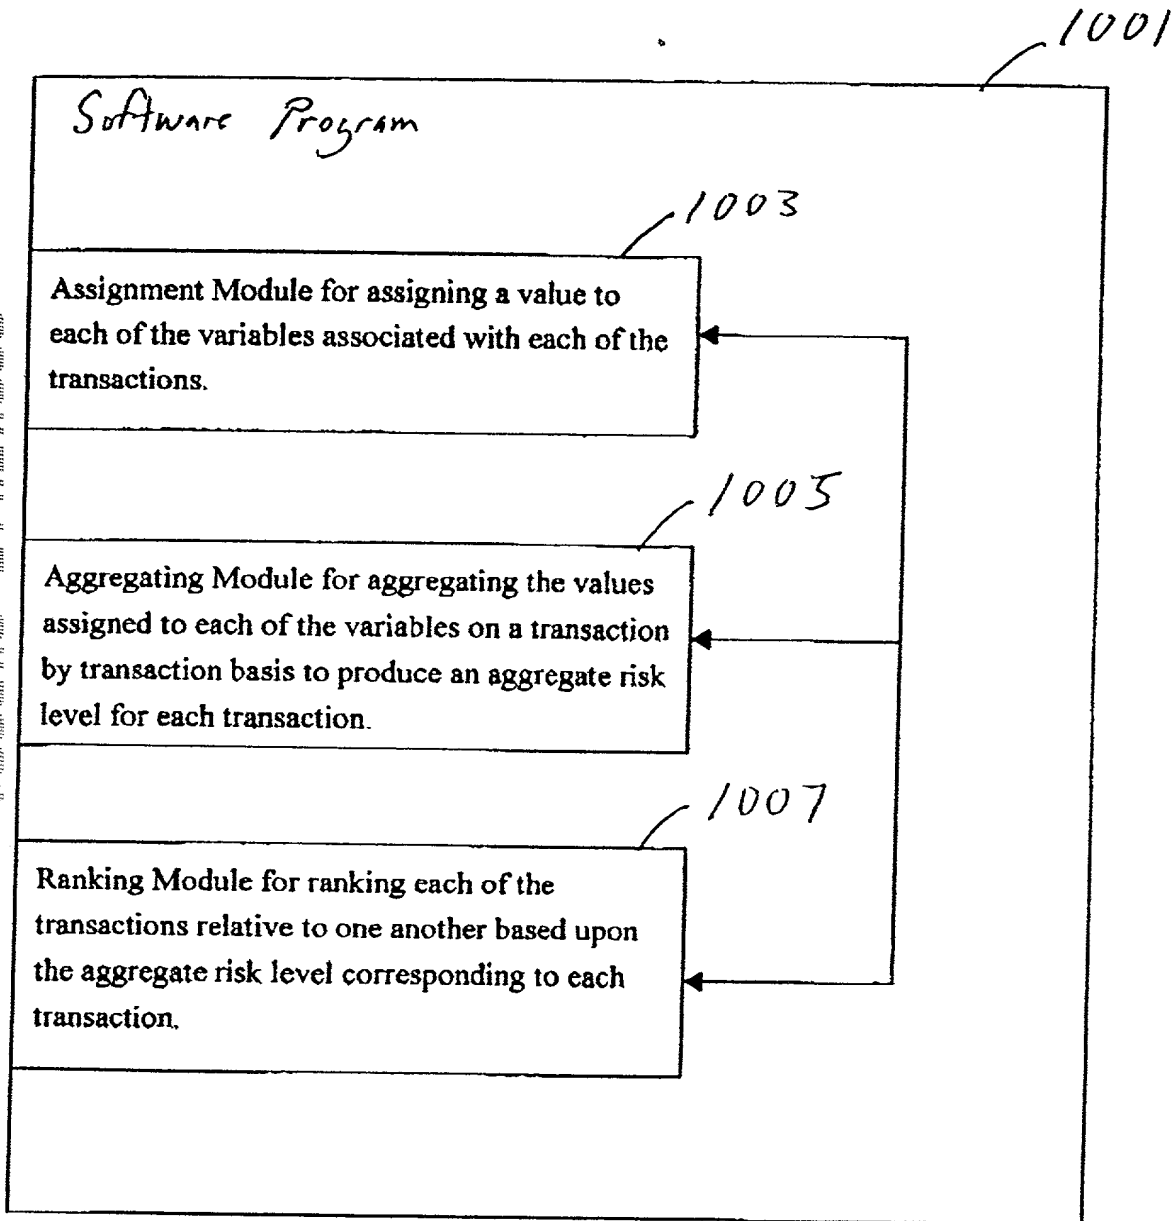 1001
Software Program
1003
Assignment Module for assigning a value to
each of the variables associated with each of the
transactions.
1005
Aggregating Module for aggregating the values
assigned to each of the variables on a transaction
by transaction basis to produce an aggregate risk
level for each transaction.
1007
Ranking Module for ranking each of the
transactions relative to one another based upon
the aggregate risk level corresponding to each
transaction.